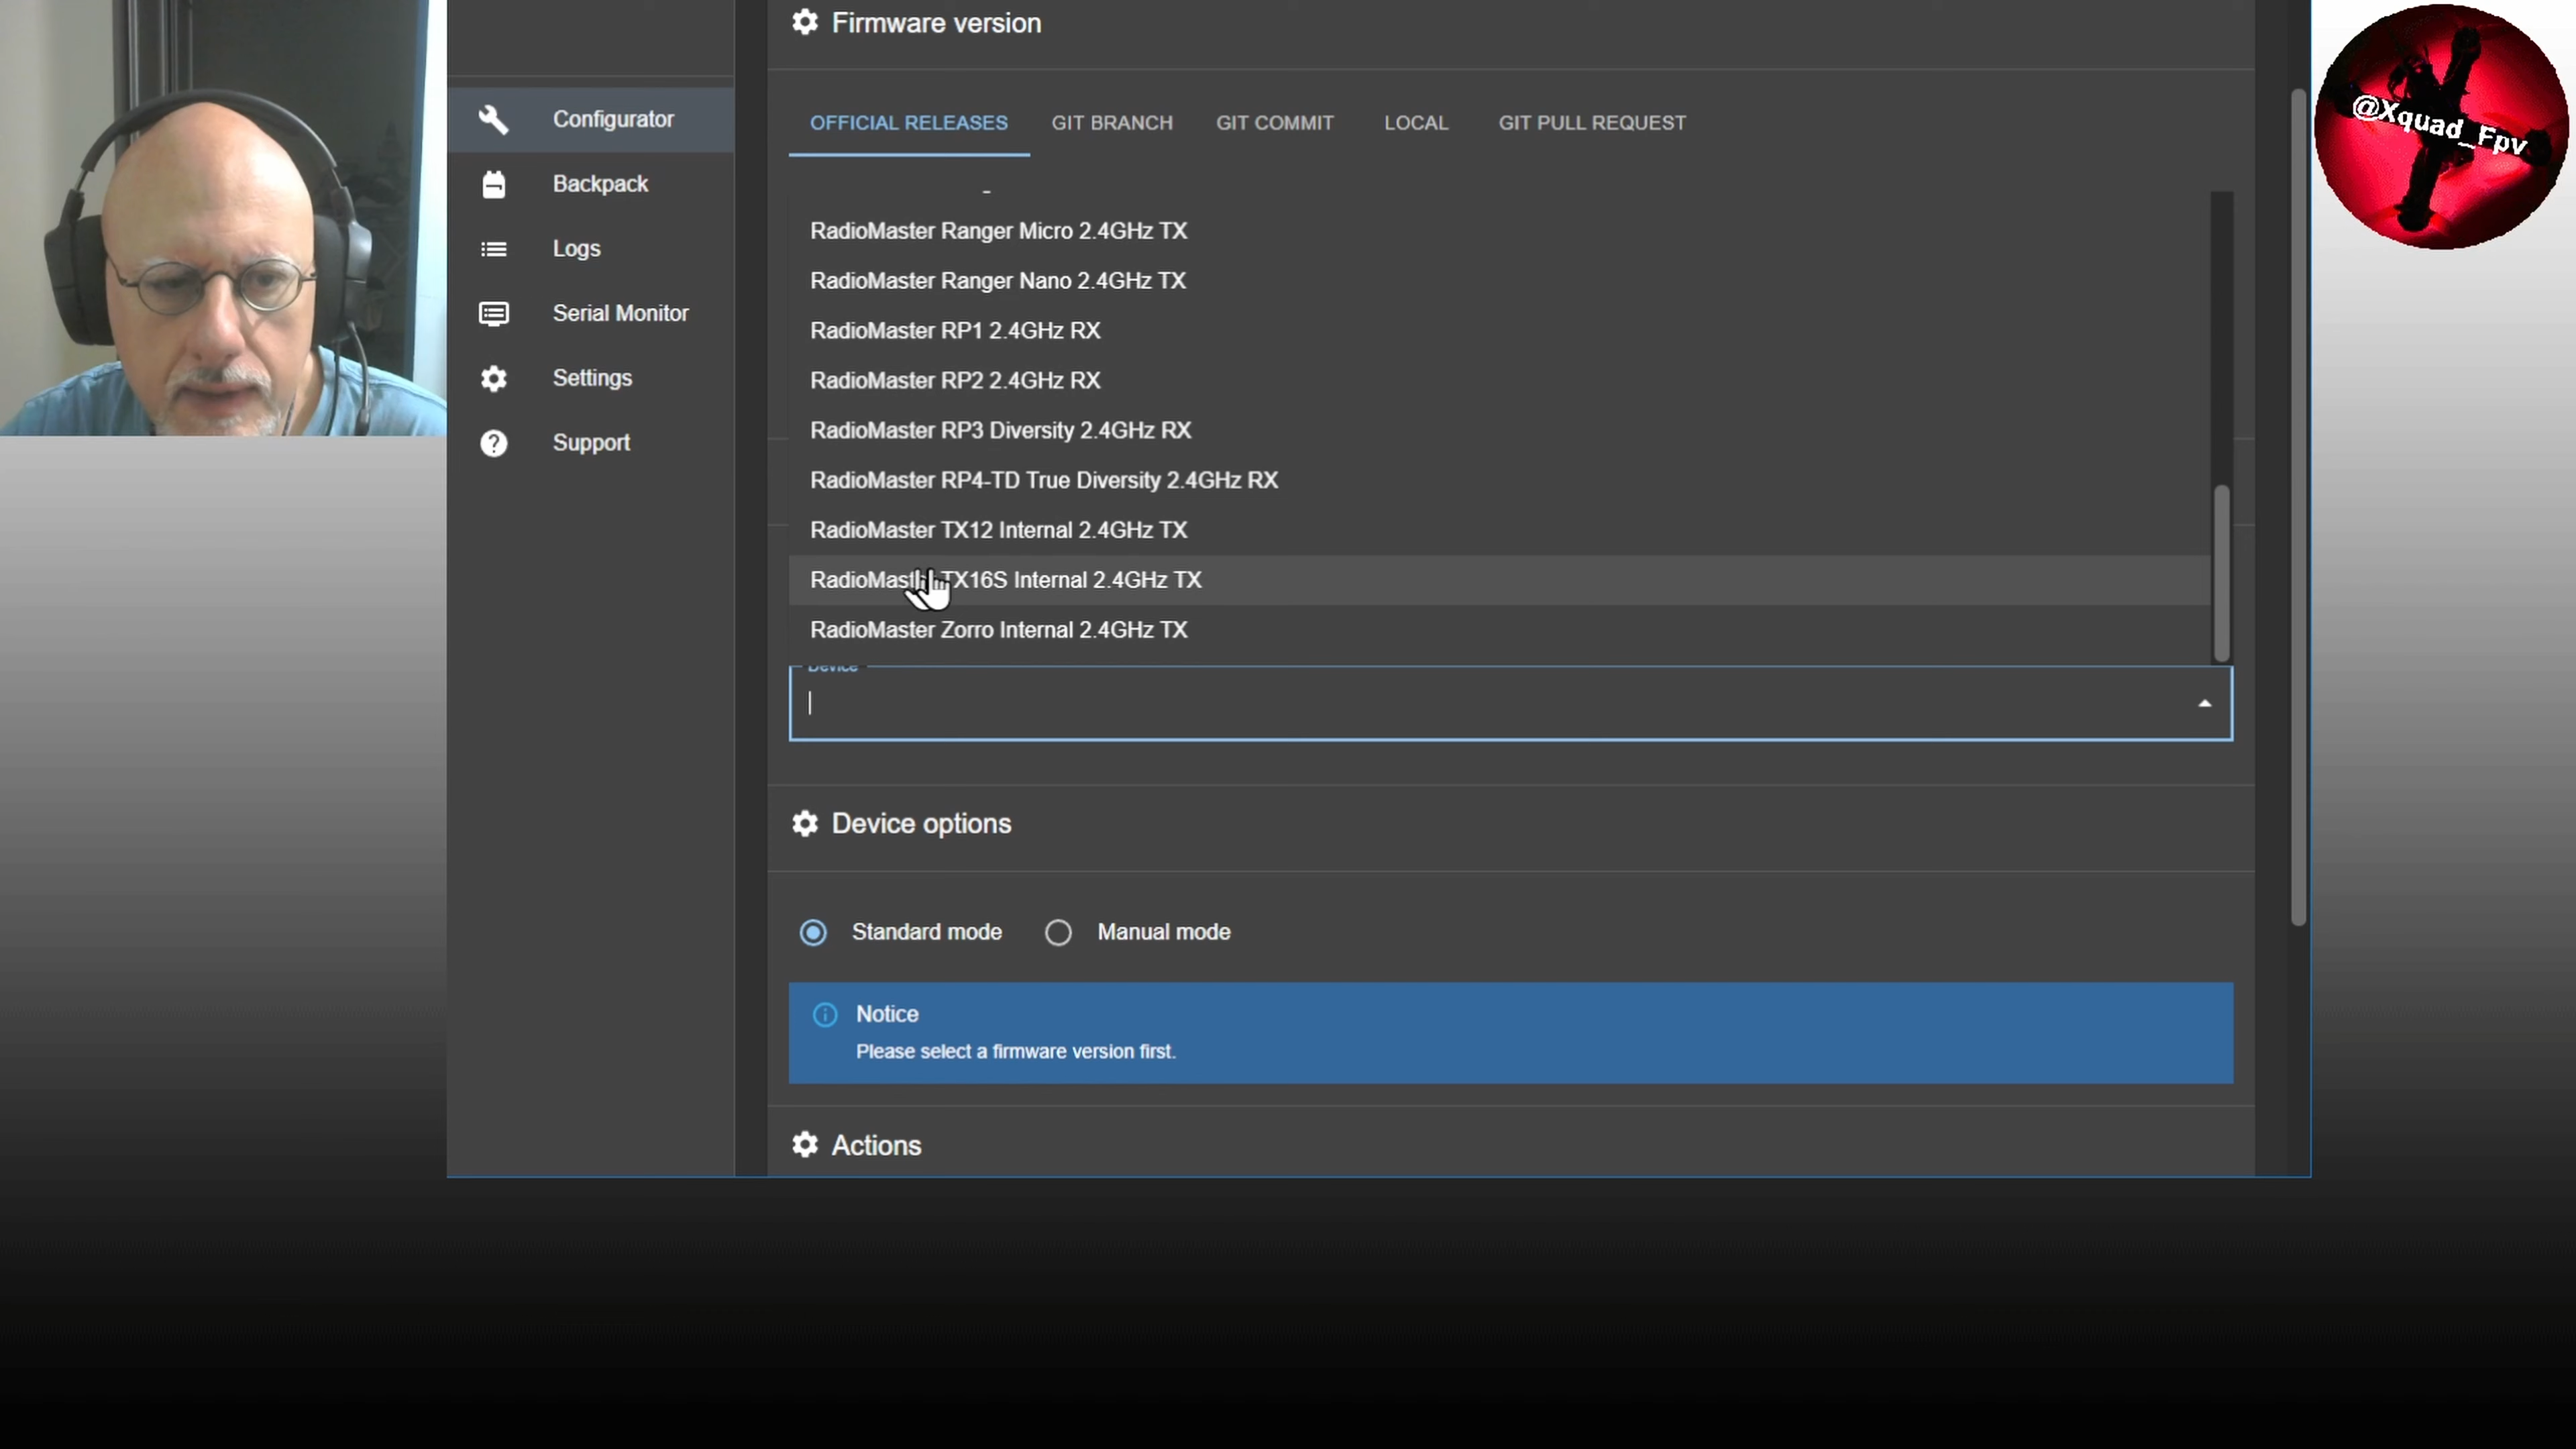 Firmware version
@Xquad_Fpv
Configurator
Backpack
Logs
Serial Monitor
Settings
Support
OFFICIAL RELEASES GIT BRANCH GIT COMMIT LOCAL GIT PULL REQUEST
RadioMaster Ranger Micro 2.4GHz TX
RadioMaster Ranger Nano 2.4GHz TX
RadioMaster RP1 2.4GHz RX
RadioMaster RP2 2.4GHz RX
RadioMaster RP3 Diversity 2.4GHz RX
RadioMaster RP4-TD True Diversity 2.4GHz RX
RadioMaster TX12 Internal 2.4GHz TX
RadioMaster TX16S Internal 2.4GHz TX
RadioMaster Zorro Internal 2.4GHz TX
Device
Device options
Standard mode Manual mode
Notice
Please select a firmware version first.
Actions